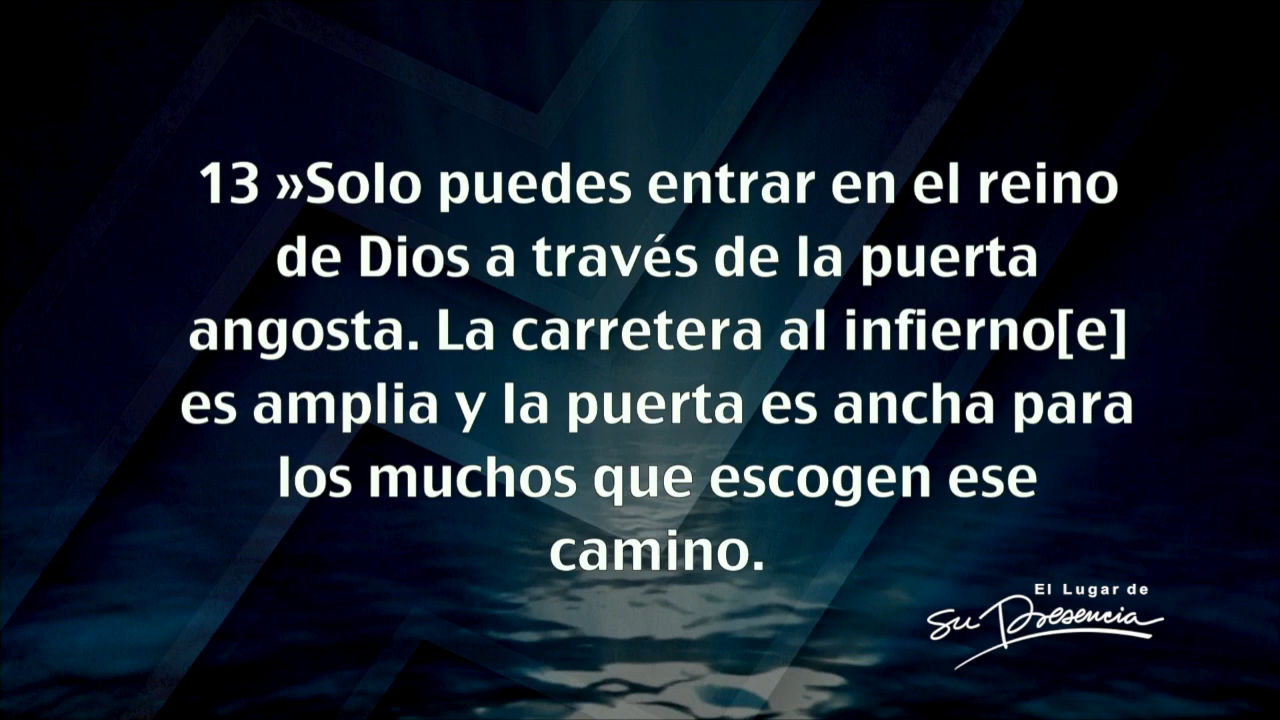 13 »Solo puedes entrar en el reino
de Dios a través de la puerta
angosta. La carretera al infierno[e]
es amplia y la puerta es ancha para
los muchos que escogen ese
camino.
El Lugar de
Su Presencia